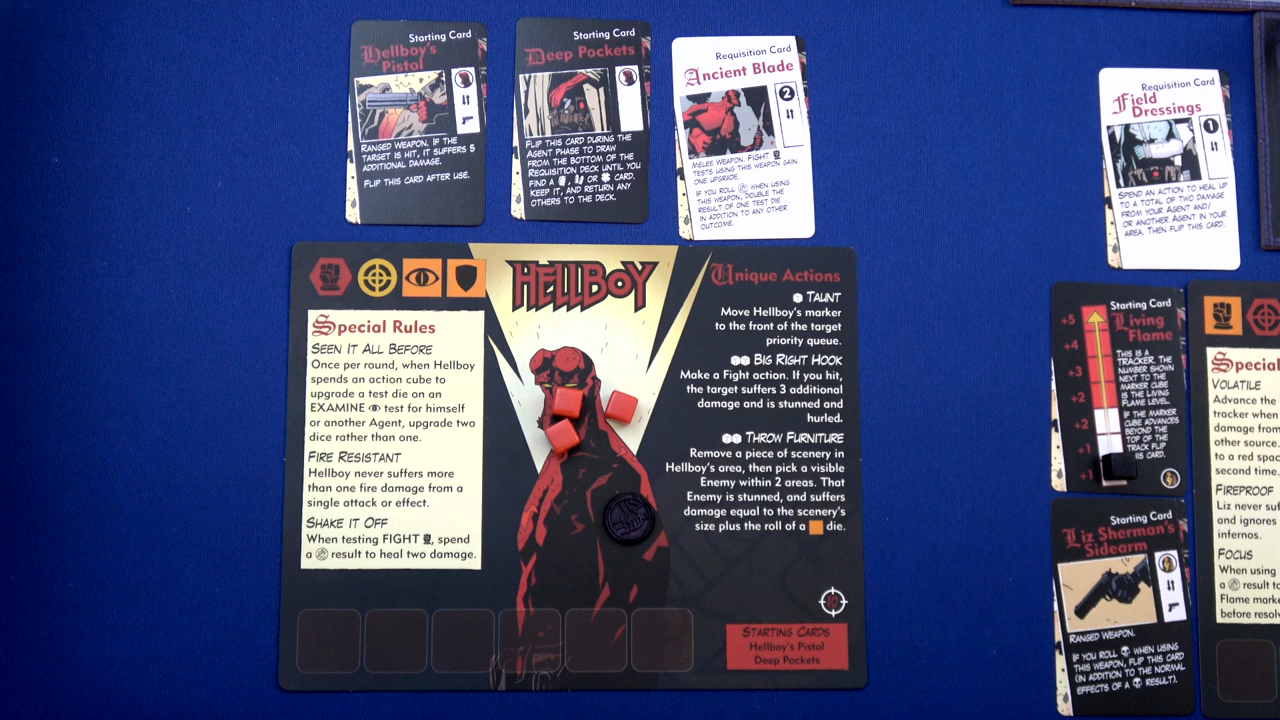 Starting Card
Hellboy's
Pistol
RANGED WEAPON. IF THE
TARGET IS HIT, IT SUFFERS 5
ADDITIONAL DAMAGE.
FLIP THIS CARD AFTER USE.
Starting Card
Deep Pockets
FLIP THIS CARD DURING THE
AGENT PHASE TO DRAW
FROM THE BOTTOM OF THE
REQUISITION DECK UNTIL YOU
FIND A , OR CARD.
KEEP IT, AND RETURN ANY
OTHERS TO THE DECK.
Requisition Card
Ancient Blade
2
MELEE WEAPON. FIGHT
TESTS USING THIS WEAPON GAIN
ONE UPGRADE.
IF YOU ROLL WHEN USING
THIS WEAPON, DOUBLE THE
RESULT OF ONE TEST DIE
IN ADDITION TO ANY OTHER
OUTCOME.
Requisition Card
Field
Dressings
1
SPEND AN ACTION TO HEAL UP
TO A TOTAL OF TWO DAMAGE
FROM YOUR AGENT AND/
OR ANOTHER AGENT IN YOUR
AREA. THEN FLIP THIS CARD.
HELLBOY
Special Rules
SEEN IT ALL BEFORE
Once per round, when Hellboy
spends an action cube to
upgrade a test die on an
EXAMINE test for himself
or another Agent, upgrade two
dice rather than one.
FIRE RESISTANT
Hellboy never suffers more
than one fire damage from a
single attack or effect.
SHAKE IT OFF
When testing FIGHT , spend
a result to heal two damage.
Unique Actions
TAUNT
Move Hellboy's marker
to the front of the target
priority queue.
BIG RIGHT HOOK
Make a Fight action. If you hit,
the target suffers 3 additional
damage and is stunned and
hurled.
THROW FURNITURE
Remove a piece of scenery in
Hellboy's area, then pick a visible
Enemy within 2 areas. That
Enemy is stunned, and suffers
damage equal to the scenery's
size plus the roll of a die.
10
STARTING CARDS
Hellboy's Pistol
Deep Pockets
Starting Card
Living
Flame
+5
+4
+3
+2
+1
+1
THIS IS A
TRACKER. THE
NUMBER SHOWN
NEXT TO THE
MARKER CUBE
IS THE LIVING
FLAME LEVEL.
IF THE MARKER
CUBE ADVANCES
BEYOND THE
TOP OF THE
TRACK FLIP
THIS CARD.
Starting Card
Liz Sherman's
Sidearm
RANGED WEAPON.
IF YOU ROLL WHEN USING
THIS WEAPON, FLIP THIS CARD
(IN ADDITION TO THE NORMAL
EFFECTS OF A RESULT).
Special
VOLATILE
Advance the
tracker when
damage from
other source.
to a red spac
second time.
FIREPROOF
Liz never suf
and ignores
infernos.
FOCUS
When using
a result to
Flame marke
before resol